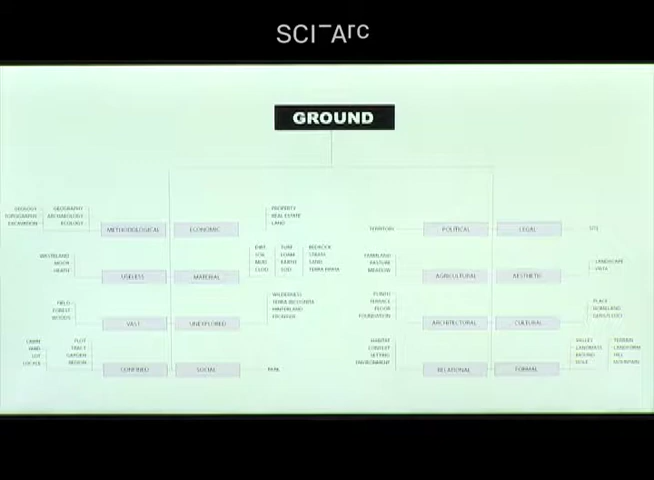 SCI-Arc
GROUND
GEOLOGY
TOPOGRAPHY
EXCAVATION
GEOGRAPHY
ARCHAEOLOGY
ECOLOGY
METHODOLOGICAL
ECONOMIC
PROPERTY
REAL ESTATE
LAND
TERRITORY
POLITICAL
LEGAL
SITE
WASTELAND
MOOR
HEATH
USELESS
MATERIAL
DIRT
SOIL
MUD
CLOD
TURF
LOAM
EARTH
SOD
BEDROCK
STRATA
SAND
TERRA FIRMA
FARMLAND
PASTURE
MEADOW
AGRICULTURAL
AESTHETIC
LANDSCAPE
VISTA
FIELD
FOREST
WOODS
VAST
UNEXPLORED
WILDERNESS
TERRA INCOGNITA
HINTERLAND
FRONTIER
PLINTH
TERRACE
FLOOR
FOUNDATION
ARCHITECTURAL
CULTURAL
PLACE
HOMELAND
GENIUS LOCI
YARD
LOT
LOCALE
PLOT
TRACT
GARDEN
REGION
CONFINED
SOCIAL
PARK
HABITAT
CONTEXT
SETTING
ENVIRONMENT
RELATIONAL
FORMAL
VALLEY
LANDMASS
MOUND
TERRAIN
LANDFORM
HILL
MOUNTAIN